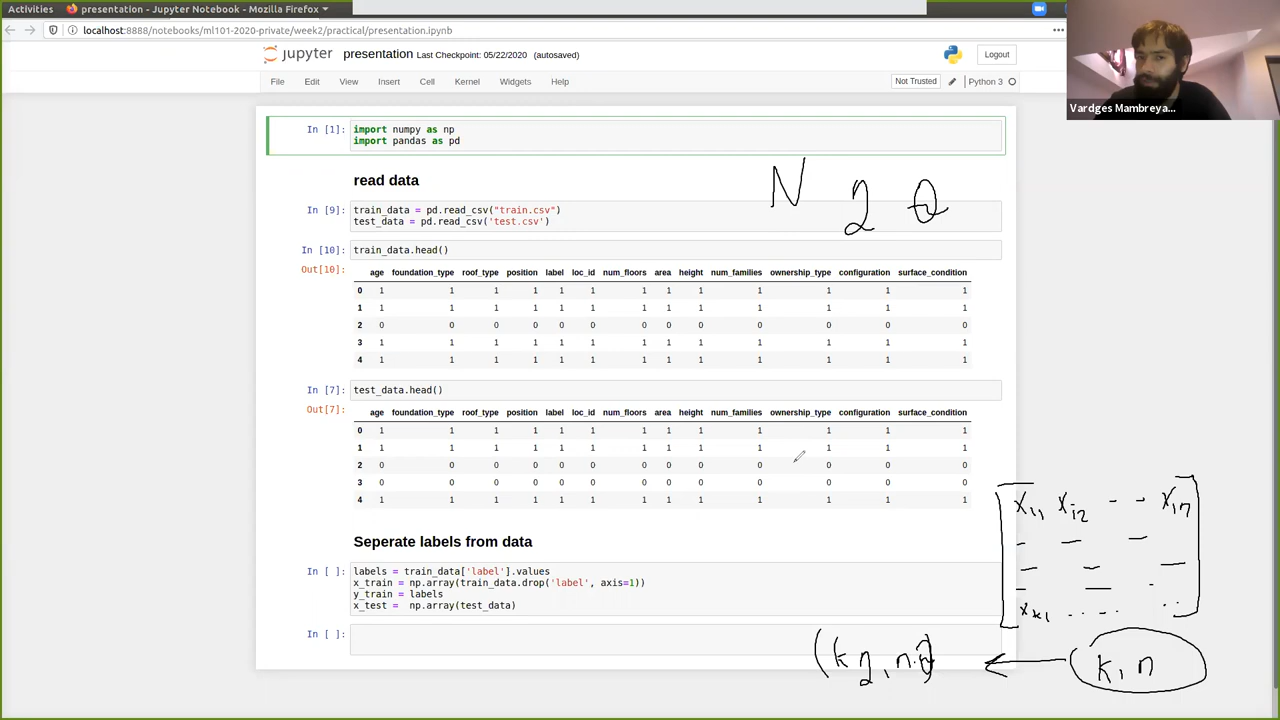 Activities
presentation - Jupyter Notebook - Mozilla Firefox
localhost:8888/notebooks/ml101-2020-private/week2/practical/presentation.ipynb
jupyter presentation Last Checkpoint: 05/22/2020 (autosaved)
Logout
File Edit View Insert Cell Kernel Widgets Help
Not Trusted
Python 3
Vardges Mambreya...
In [1]: import numpy as np
import pandas as pd
read data
N 2 Q
In [9]: train_data = pd.read_csv("train.csv")
test_data = pd.read_csv('test.csv')
In [10]: train_data.head()
Out[10]:
age foundation_type roof_type position label loc_id num_floors area height num_families ownership_type configuration surface_condition
0 1 1 1 1 1 1 1 1 1 1 1 1 1
1 1 1 1 1 1 1 1 1 1 1 1 1 1
2 0 0 0 0 0 0 0 0 0 0 0 0 0
3 1 1 1 1 1 1 1 1 1 1 1 1 1
4 1 1 1 1 1 1 1 1 1 1 1 1 1
In [7]: test_data.head()
Out[7]:
age foundation_type roof_type position label loc_id num_floors area height num_families ownership_type configuration surface_condition
0 1 1 1 1 1 1 1 1 1 1 1 1 1
1 1 1 1 1 1 1 1 1 1 1 1 1 1
2 0 0 0 0 0 0 0 0 0 0 0 0 0
3 0 0 0 0 0 0 0 0 0 0 0 0 0
4 1 1 1 1 1 1 1 1 1 1 1 1 1
x11 x12 - - x1n
Seperate labels from data
In [ ]: labels = train_data['label'].values
x_train = np.array(train_data.drop('label', axis=1))
y_train = labels
x_test = np.array(test_data)
In [ ]:
k, n